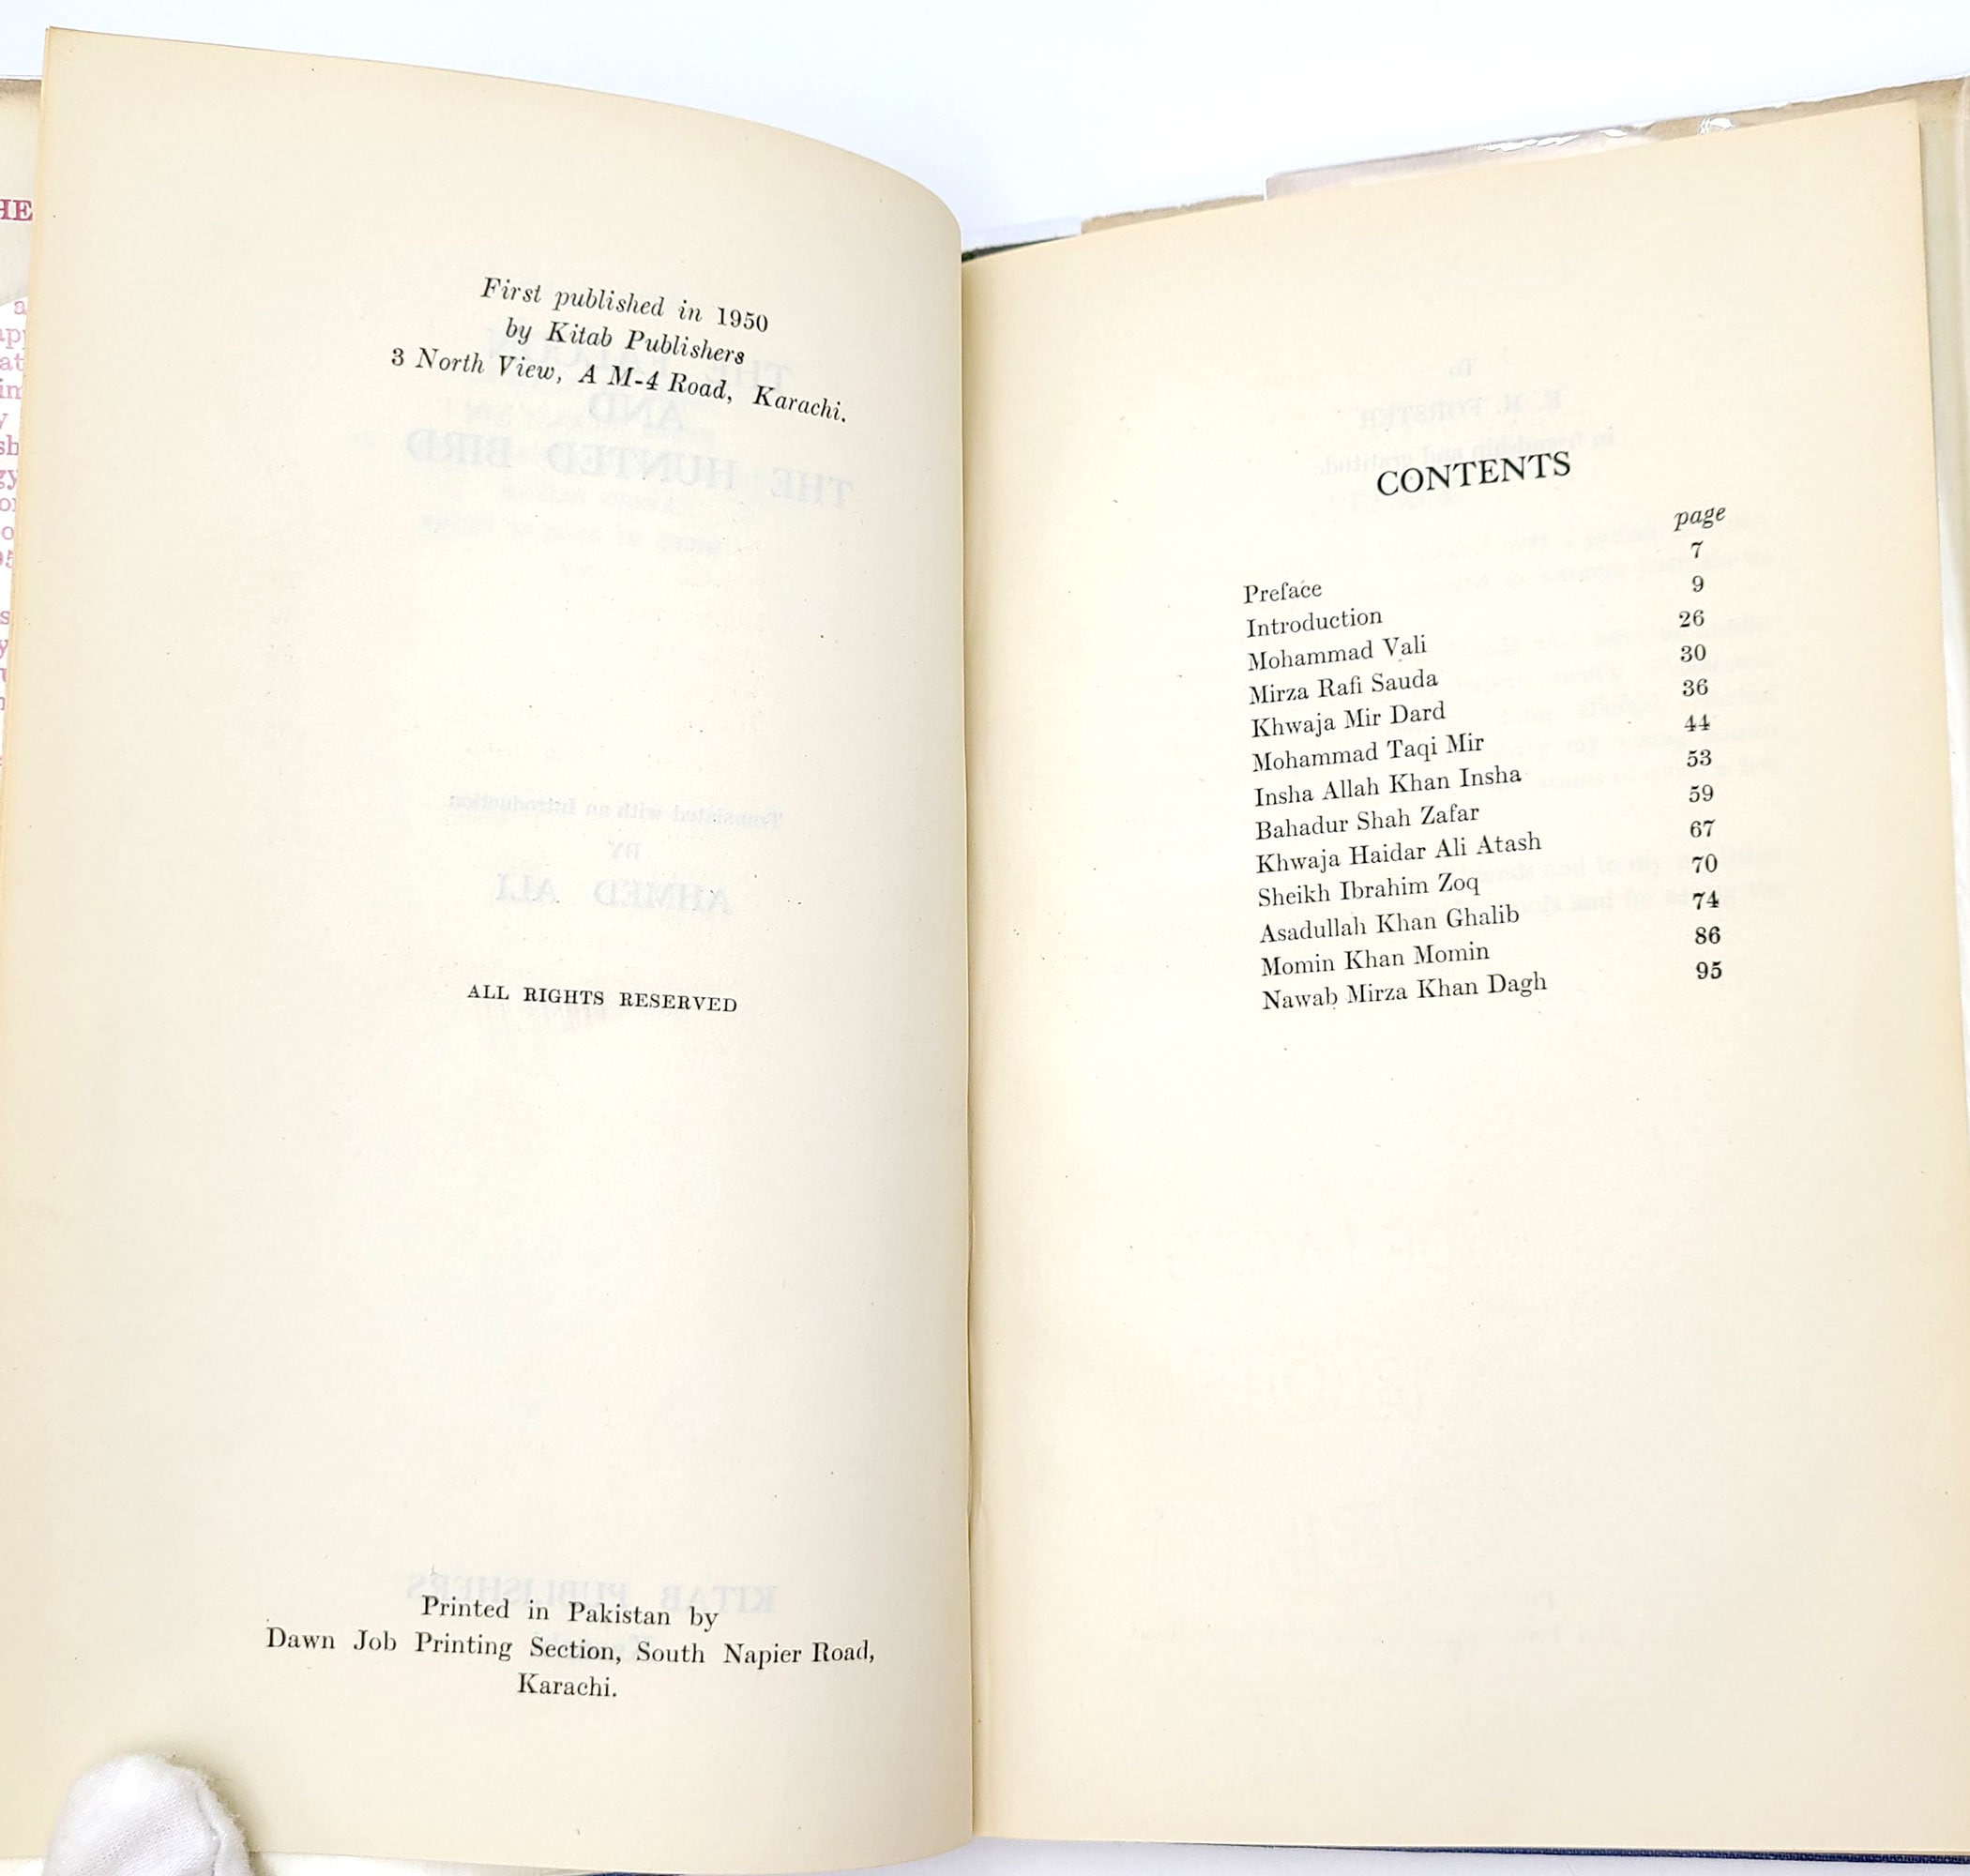 First published in 1950
by Kitab Publishers
3 North View, A M-4 Road, Karachi.
ALL RIGHTS RESERVED
Printed in Pakistan by
Dawn Job Printing Section, South Napier Road,
Karachi.
CONTENTS
page
Preface 7
Introduction 9
Mohammad Vali 26
Mirza Rafi Sauda 30
Khwaja Mir Dard 36
Mohammad Taqi Mir 44
Insha Allah Khan Insha 53
Bahadur Shah Zafar 59
Khwaja Haidar Ali Atash 67
Sheikh Ibrahim Zoq 70
Asadullah Khan Ghalib 74
Momin Khan Momin 86
Nawab Mirza Khan Dagh 95